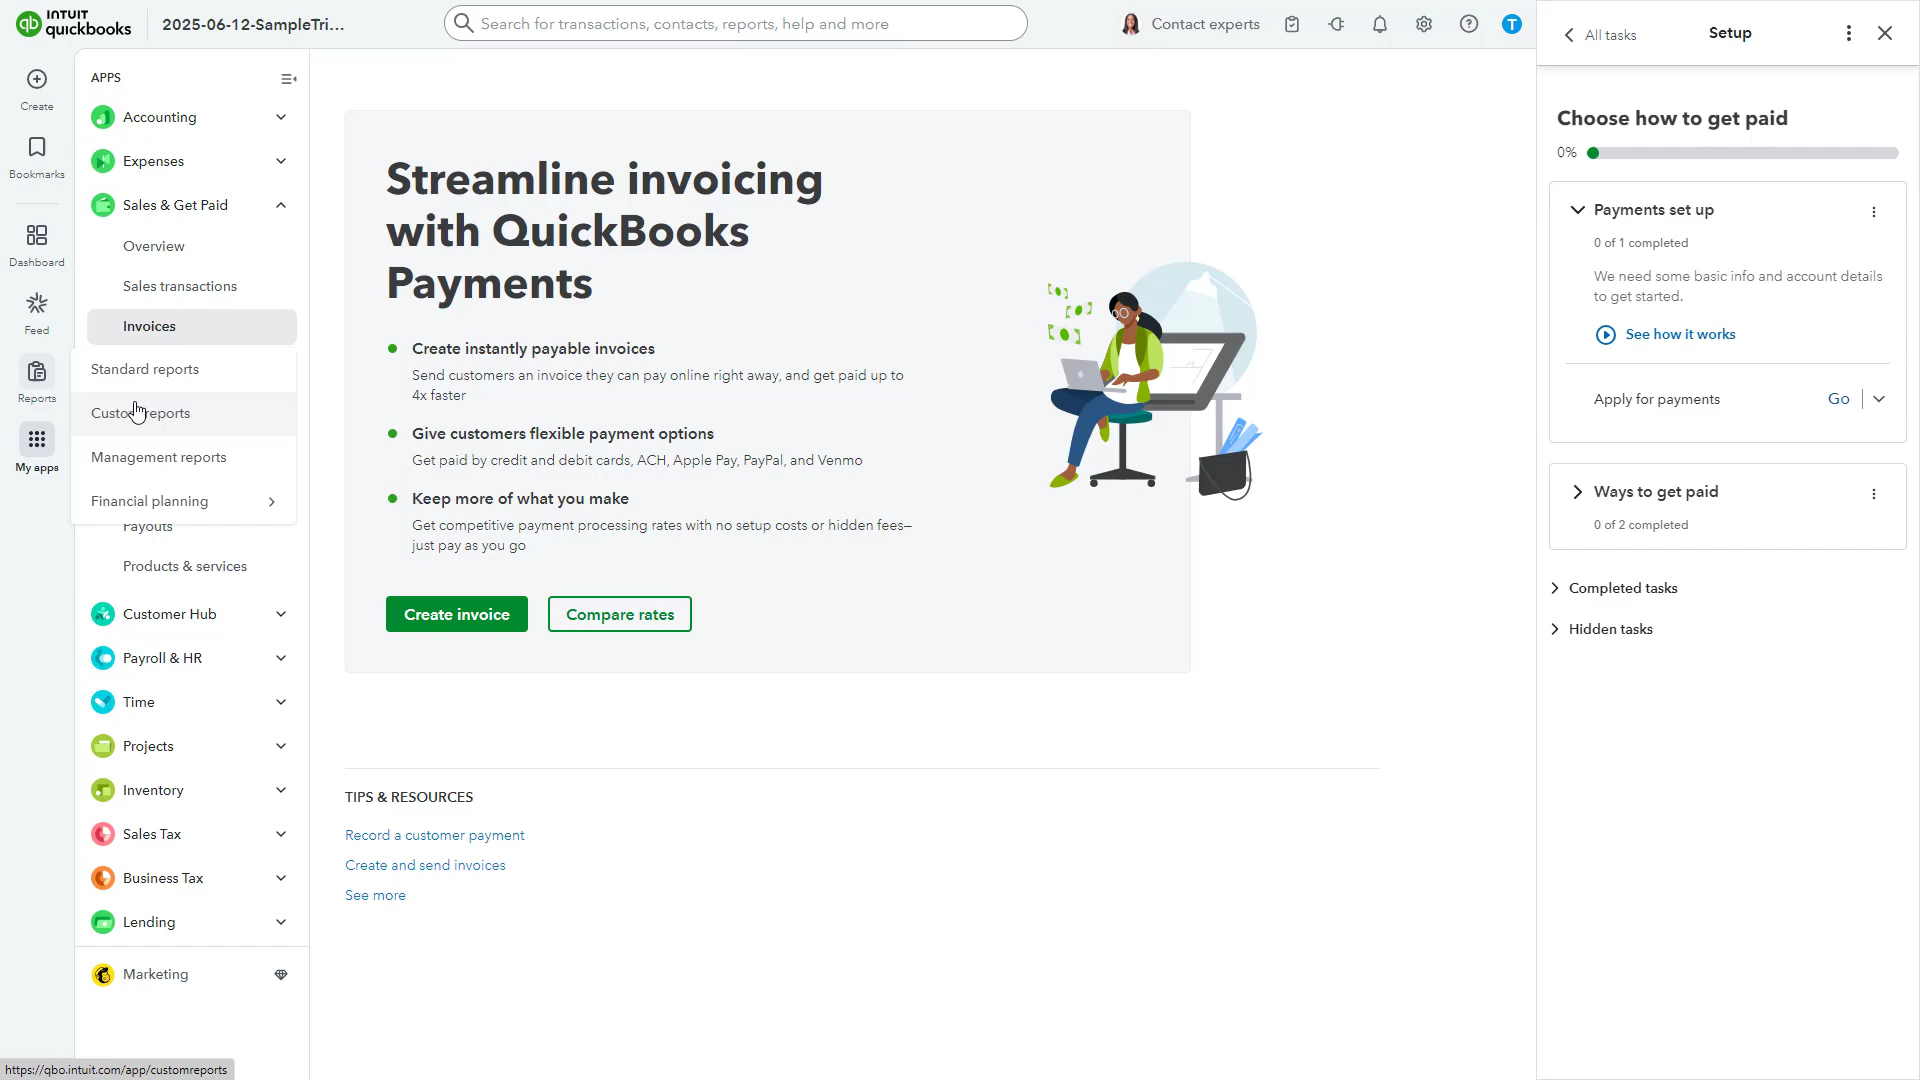 INTUIT
quickbooks
2025-06-12-SampleTri...
Search for transactions, contacts, reports, help and more
Contact experts
T
All tasks
Setup
Create
Bookmarks
Dashboard
Feed
Reports
My apps
APPS
Accounting
Expenses
Sales & Get Paid
Overview
Sales transactions
Invoices
Standard reports
Custom reports
Management reports
Financial planning
Payouts
Products & services
Customer Hub
Payroll & HR
Time
Projects
Inventory
Sales Tax
Business Tax
Lending
Marketing
https://qbo.intuit.com/app/customreports
Streamline invoicing
with QuickBooks
Payments
Create instantly payable invoices
Send customers an invoice they can pay online right away, and get paid up to
4x faster
Give customers flexible payment options
Get paid by credit and debit cards, ACH, Apple Pay, PayPal, and Venmo
Keep more of what you make
Get competitive payment processing rates with no setup costs or hidden fees—
just pay as you go
Create invoice
Compare rates
TIPS & RESOURCES
Record a customer payment
Create and send invoices
See more
Choose how to get paid
0%
Payments set up
0 of 1 completed
We need some basic info and account details
to get started.
See how it works
Apply for payments
Go
Ways to get paid
0 of 2 completed
Completed tasks
Hidden tasks